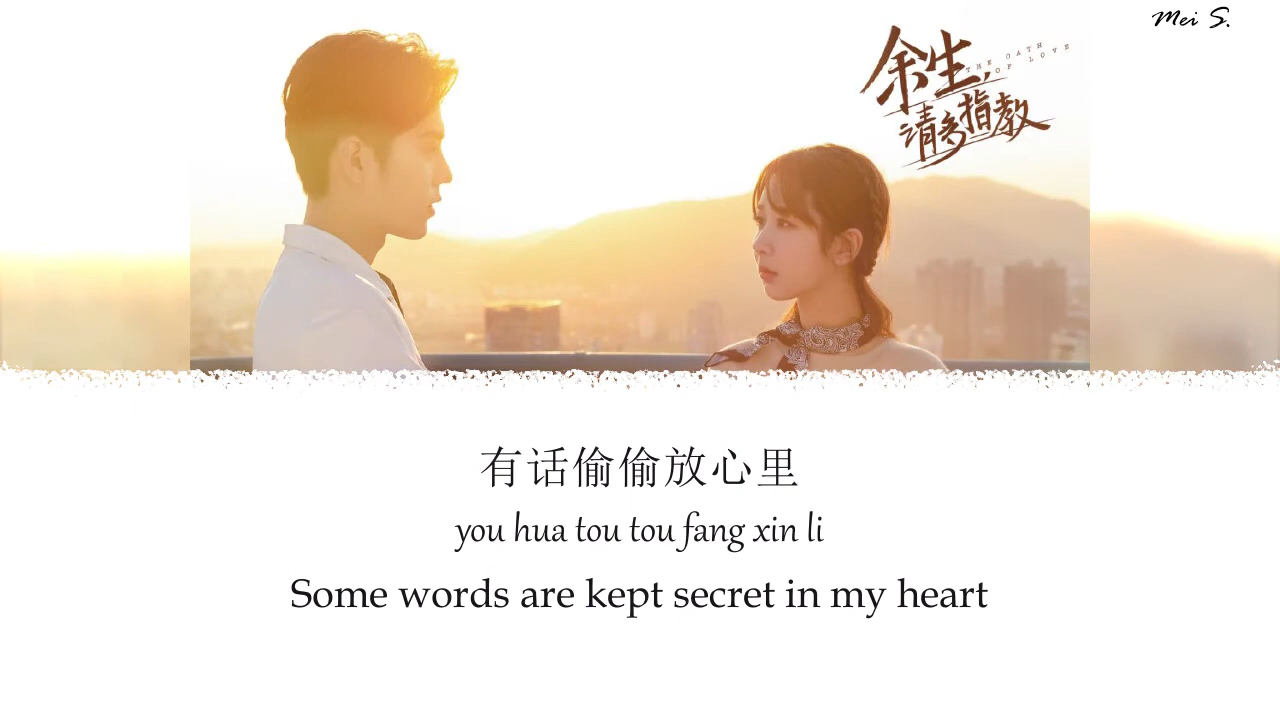 Mei S.
余生,
THE OATH
OF LOVE
请多指教
有话偷偷放心里
you hua tou tou fang xin li
Some words are kept secret in my heart